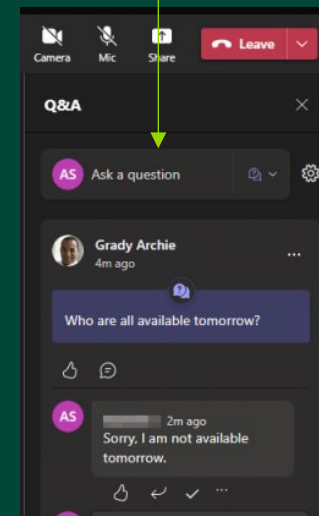 Camera Mic Share Leave
Q&A
AS Ask a question
Grady Archie
4m ago
Who are all available tomorrow?
AS 2m ago
Sorry, I am not available
tomorrow.